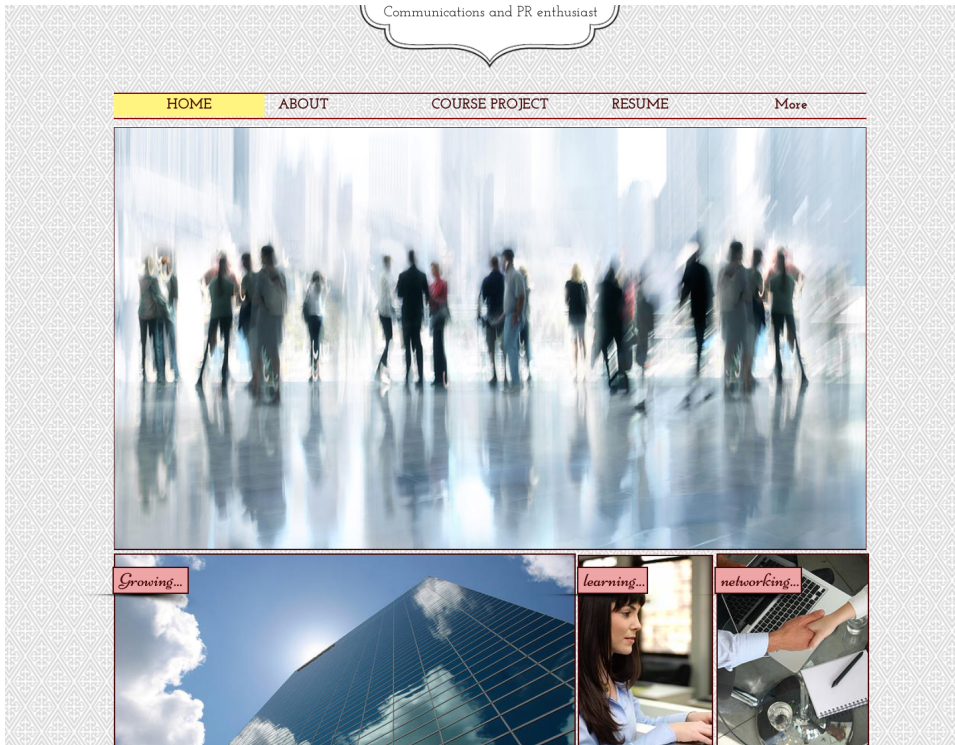 Communications and PR enthusiast
HOME ABOUT COURSE PROJECT RESUME More
Growing... learning... networking...